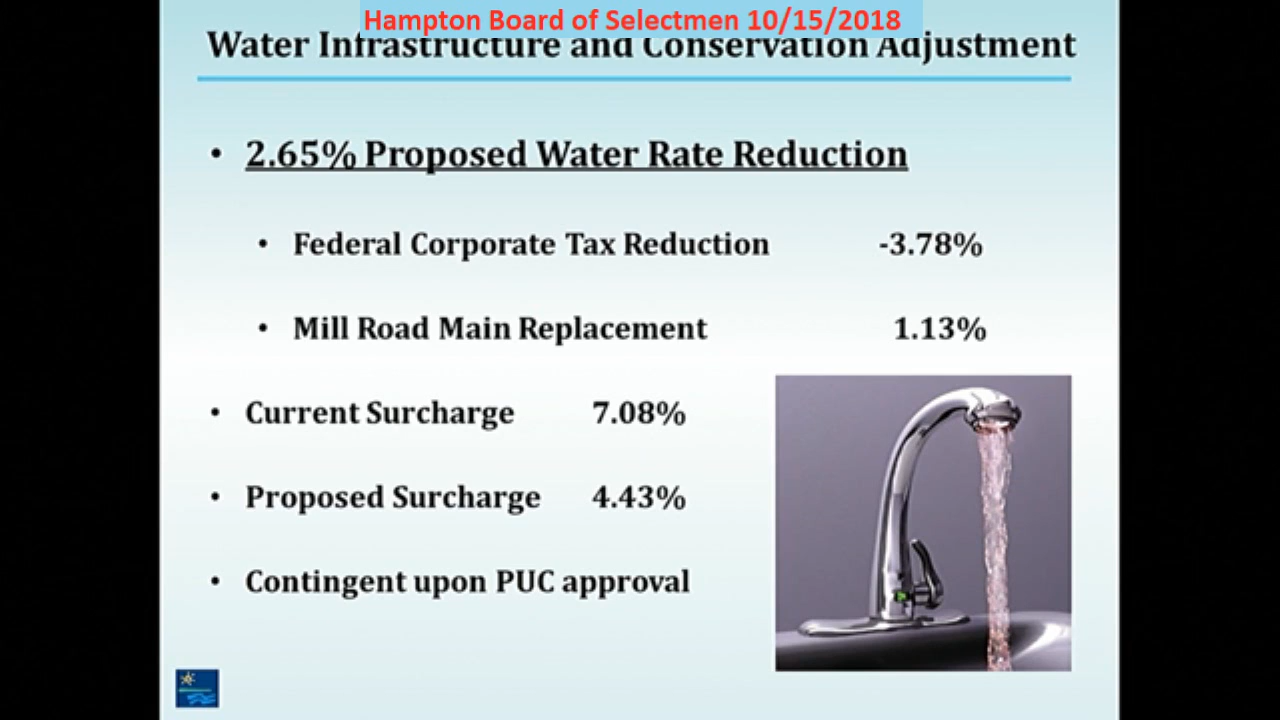 Hampton Board of Selectmen 10/15/2018
Water Infrastructure and Conservation Adjustment
• 2.65% Proposed Water Rate Reduction
• Federal Corporate Tax Reduction -3.78%
• Mill Road Main Replacement 1.13%
• Current Surcharge 7.08%
• Proposed Surcharge 4.43%
• Contingent upon PUC approval